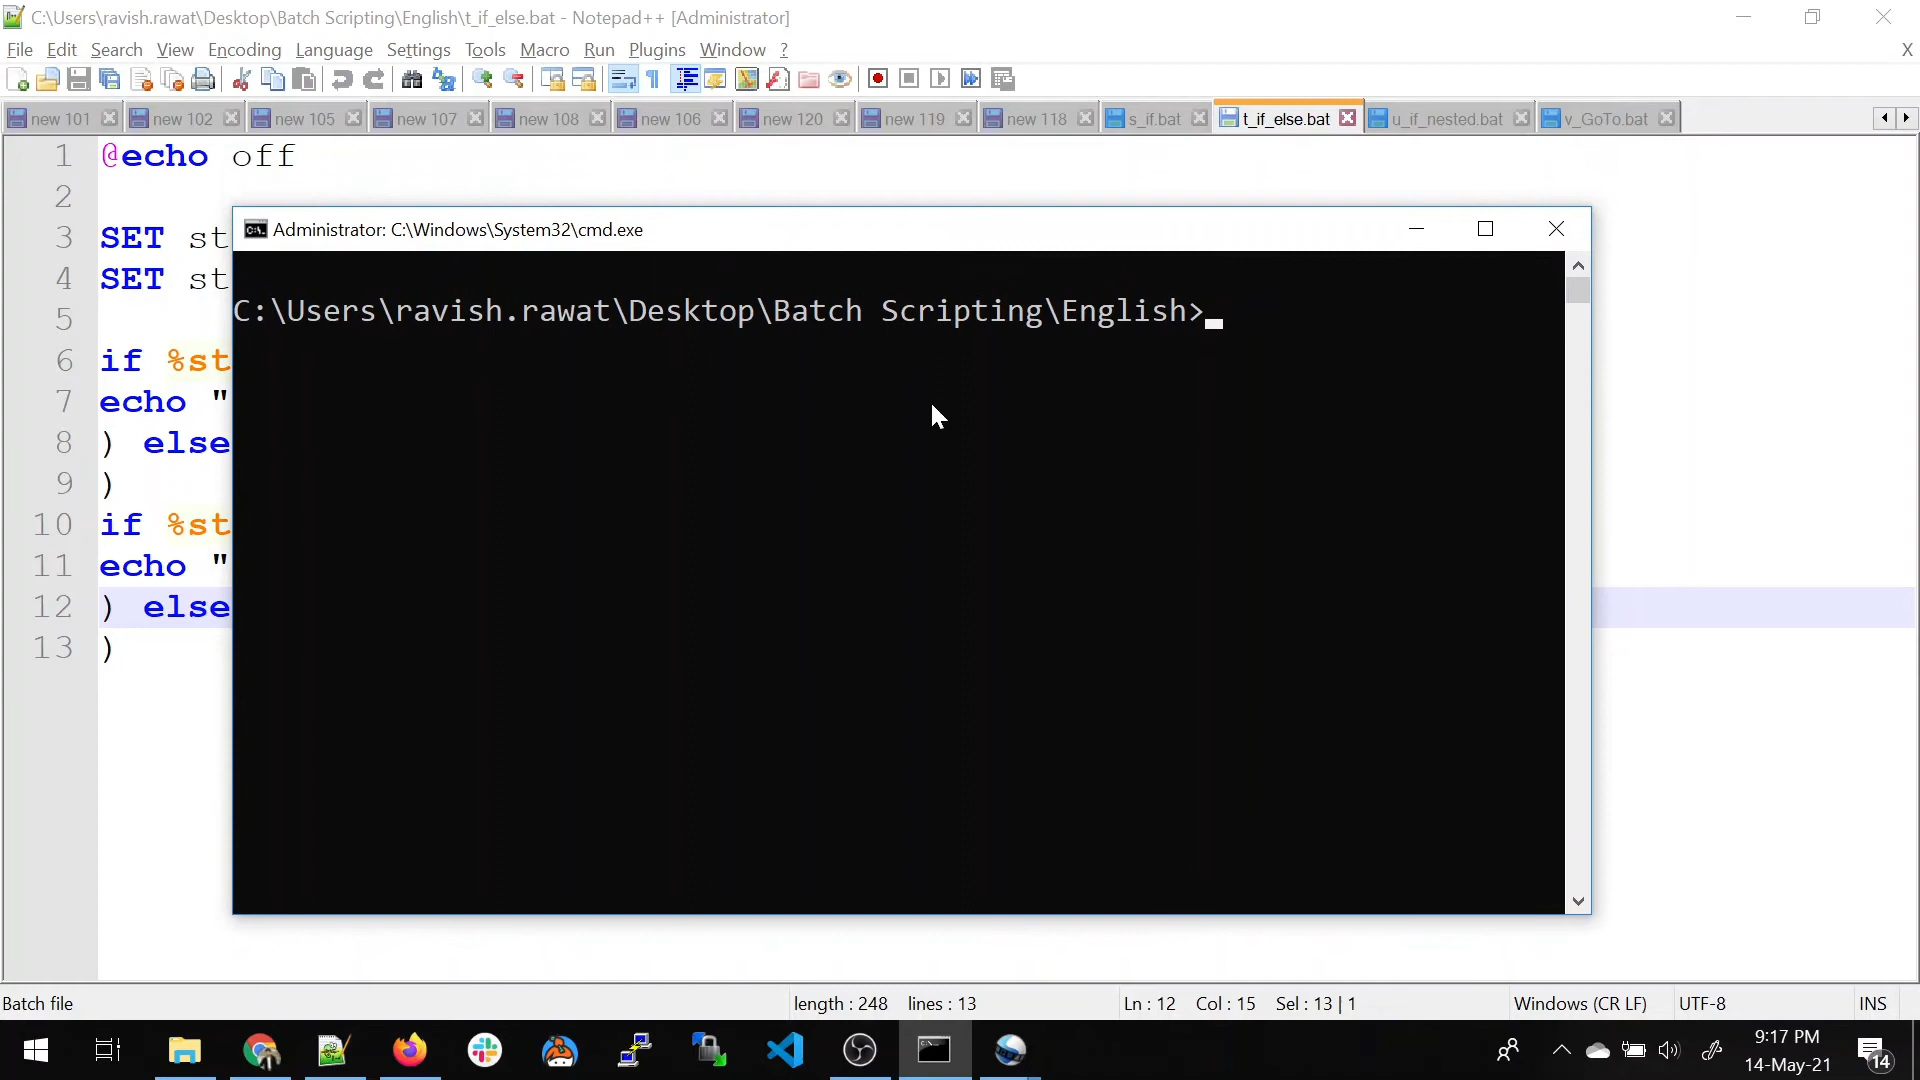 C:\Users\ravish.rawat\Desktop\Batch Scripting\English\t_if_else.bat - Notepad++ [Administrator]
File Edit Search View Encoding Language Settings Tools Macro Run Plugins Window ?
X
new 101 new 102 new 105 new 107 new 108 new 106 new 120 new 119 new 118 s_if.bat t_if_else.bat u_if_nested.bat v_GoTo.bat
1 @echo off
2
Administrator: C:\Windows\System32\cmd.exe
3 SET st
4 SET st
C:\Users\ravish.rawat\Desktop\Batch Scripting\English>
5
6 if %st
7 echo "
8 ) else
9 )
10 if %st
11 echo "
12 ) else
13 )
Batch file length : 248 lines : 13 Ln : 12 Col : 15 Sel : 13 | 1 Windows (CR LF) UTF-8 INS
9:17 PM
14-May-21
14